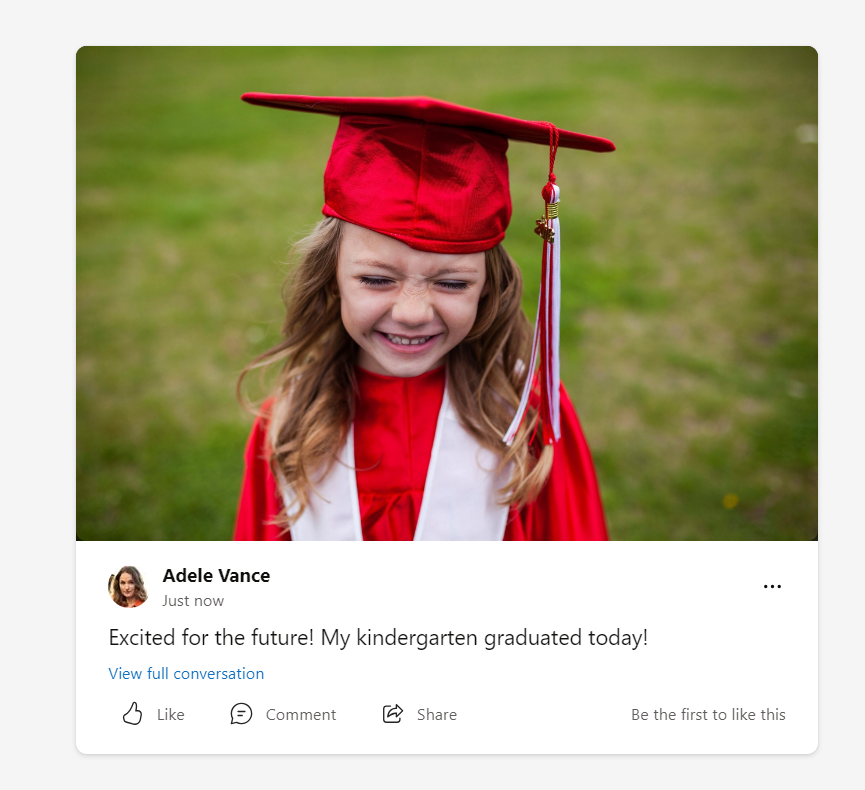 Adele Vance
Just now
Excited for the future! My kindergarten graduated today!
View full conversation
Like Comment Share Be the first to like this